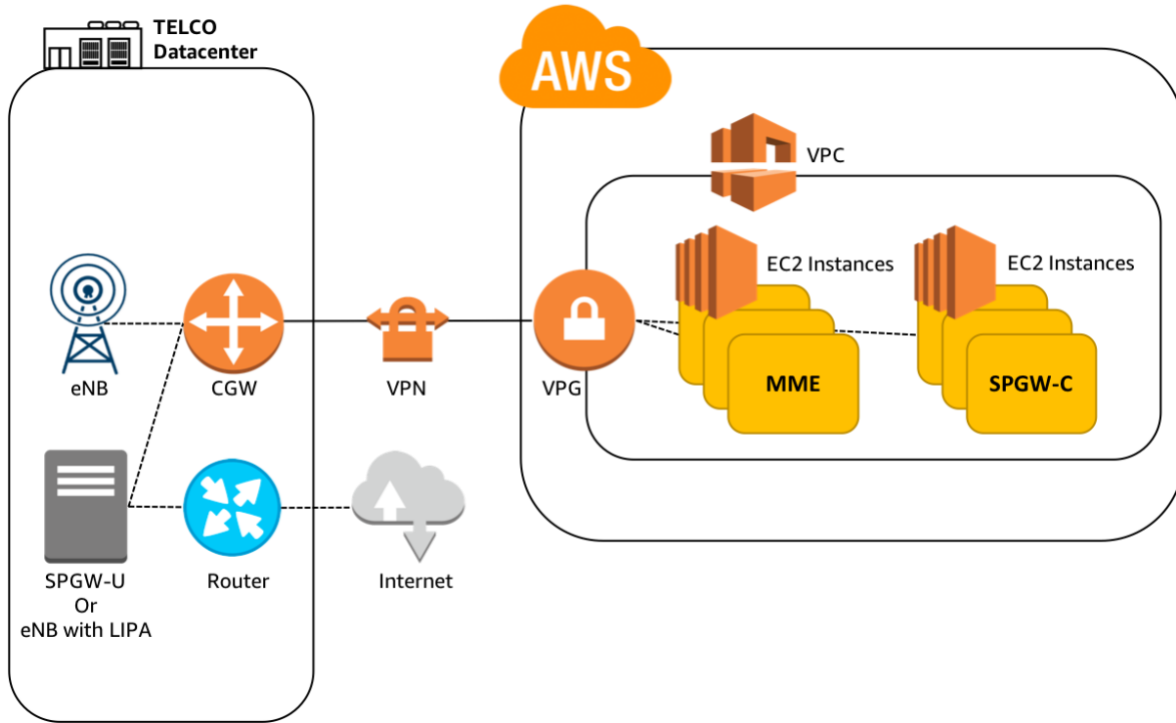 TELCO
Datacenter
AWS
VPC
EC2 Instances
EC2 Instances
eNB
CGW
VPN
VPG
MME
SPGW-C
SPGW-U
Or
eNB with LIPA
Router
Internet